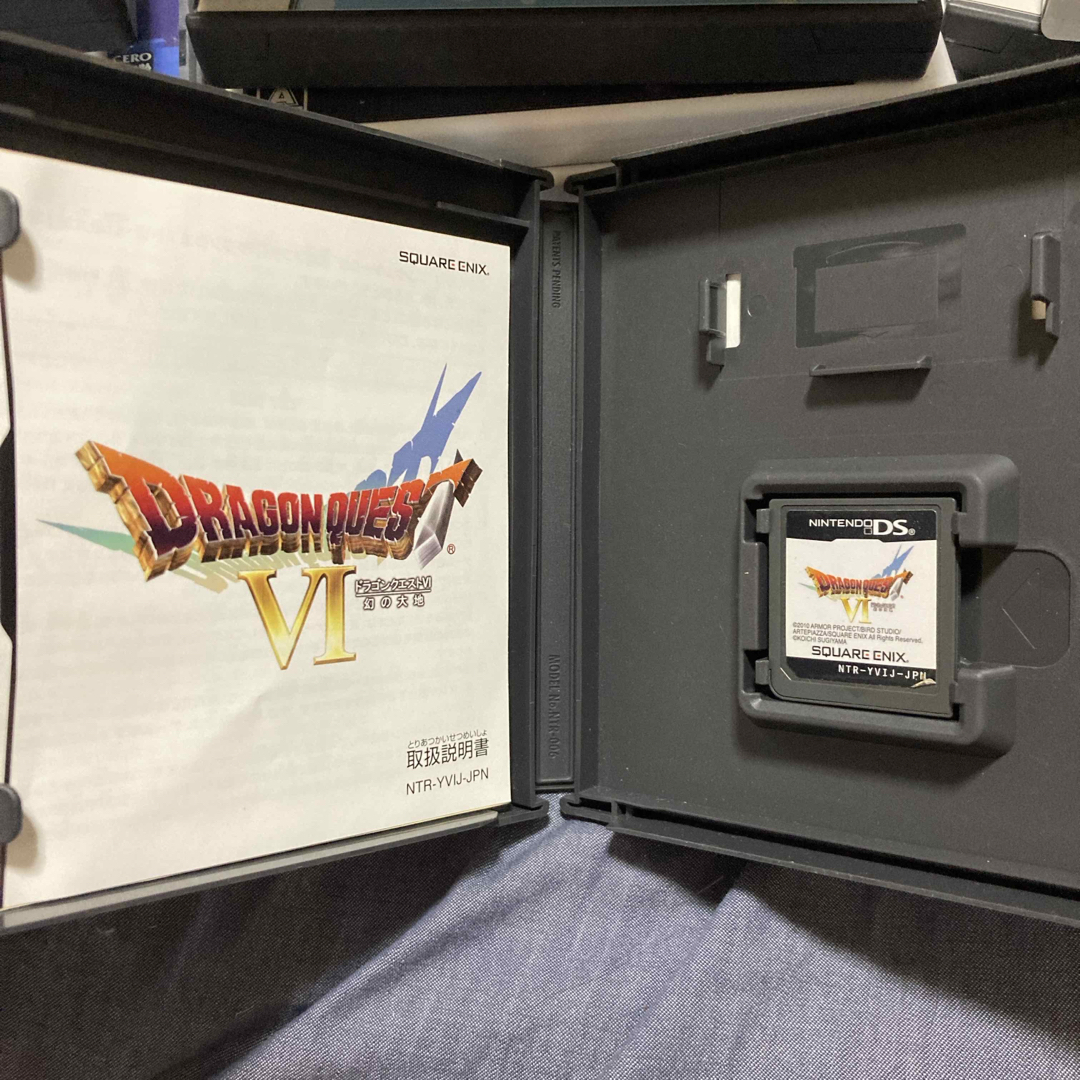 CERO
SQUARE ENIX.
DRAGON QUEST®
VI
ドラゴンクエストVI
幻の大地
とりあつかいせつめいしょ
取扱説明書
NTR-YVIJ-JPN
PATENTS PENDING
MODEL No.NTR-006
NINTENDO DS®
DRAGON QUEST
VI
©2010 ARMOR PROJECT/BIRD STUDIO/
ARTEPIAZZA/SQUARE ENIX All Rights Reserved.
©KOICHI SUGIYAMA
SQUARE ENIX.
NTR-YVIJ-JPN